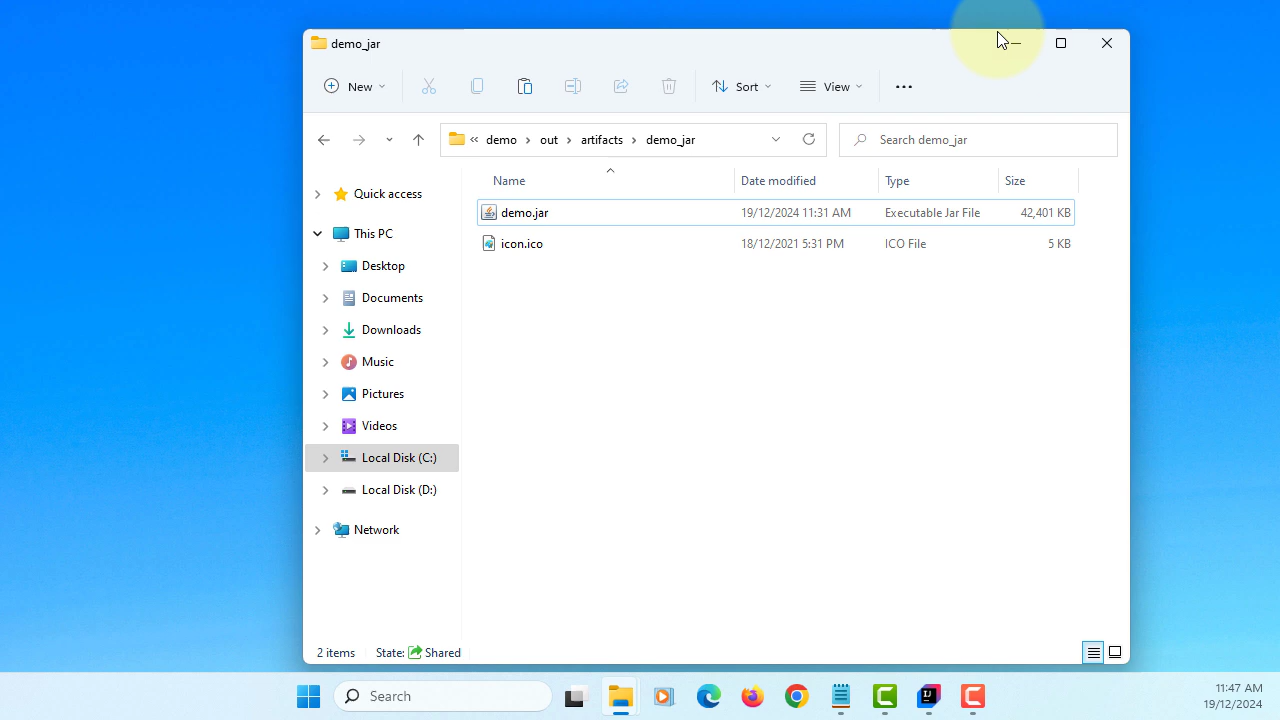 demo_jar
New
Sort
View
demo
out
artifacts
demo_jar
Search demo_jar
Name
Date modified
Type
Size
demo.jar
19/12/2024 11:31 AM
Executable Jar File
42,401 KB
icon.ico
18/12/2021 5:31 PM
ICO File
5 KB
Quick access
This PC
Desktop
Documents
Downloads
Music
Pictures
Videos
Local Disk (C:)
Local Disk (D:)
Network
2 items
State:
Shared
Search
11:47 AM
19/12/2024